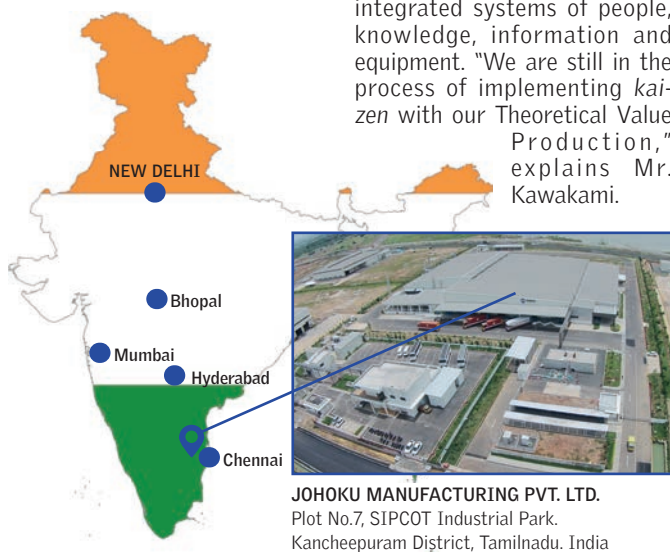 integrated systems of people,
knowledge, information and
equipment. “We are still in the
process of implementing kai-
zen with our Theoretical Value
Production,”
explains Mr.
Kawakami.
NEW DELHI
Bhopal
Mumbai
Hyderabad
Chennai
JOHOKU MANUFACTURING PVT. LTD.
Plot No.7, SIPCOT Industrial Park.
Kancheepuram District, Tamilnadu. India